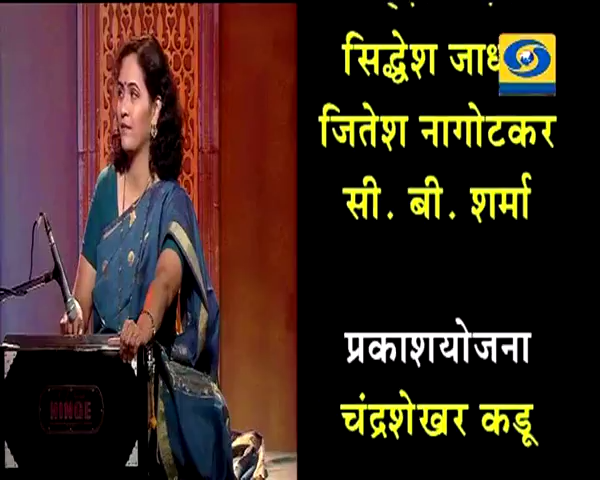 सिद्धेश जाध
जितेश नागोटकर
सी. बी. शर्मा
प्रकाशयोजना
चंद्रशेखर कडू
HINGE